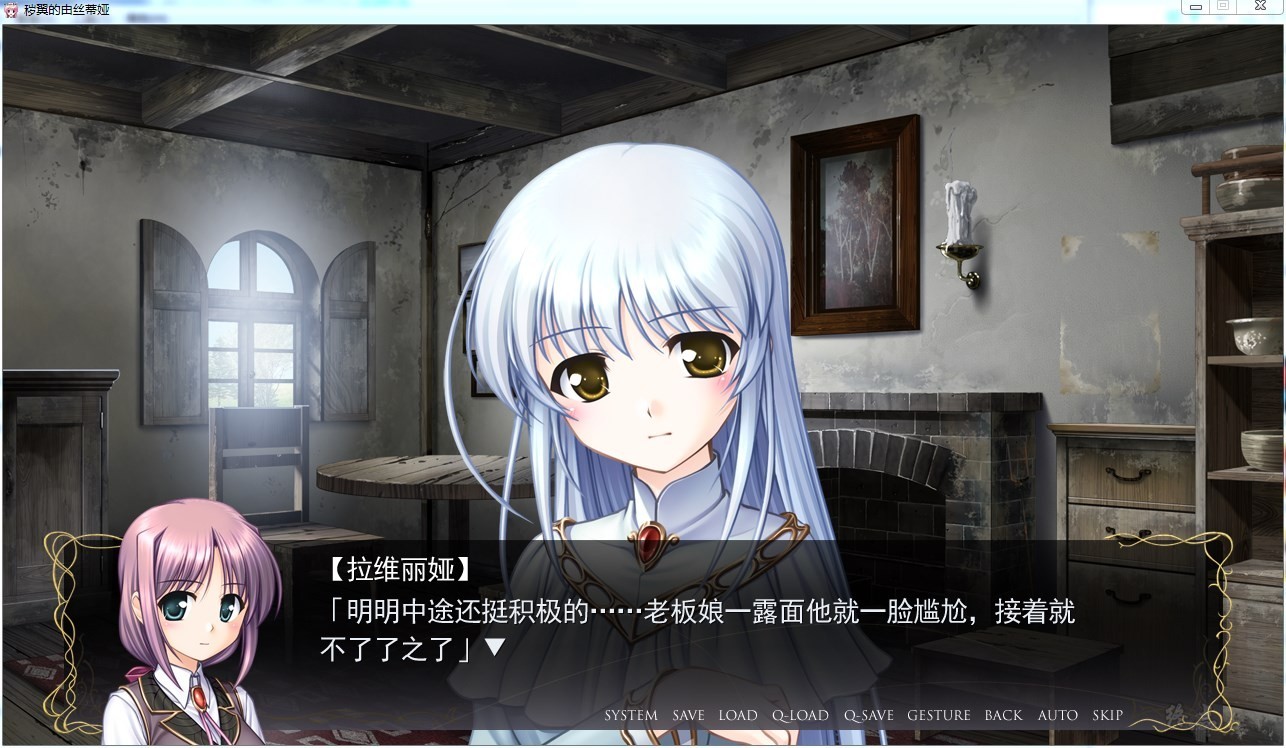 秽翼的由丝蒂娅
【拉维丽娅】
「明明中途还挺积极的……老板娘一露面他就一脸尴尬，接着就
不了了之了」▼
SYSTEM SAVE LOAD Q-LOAD Q-SAVE GESTURE BACK AUTO SKIP